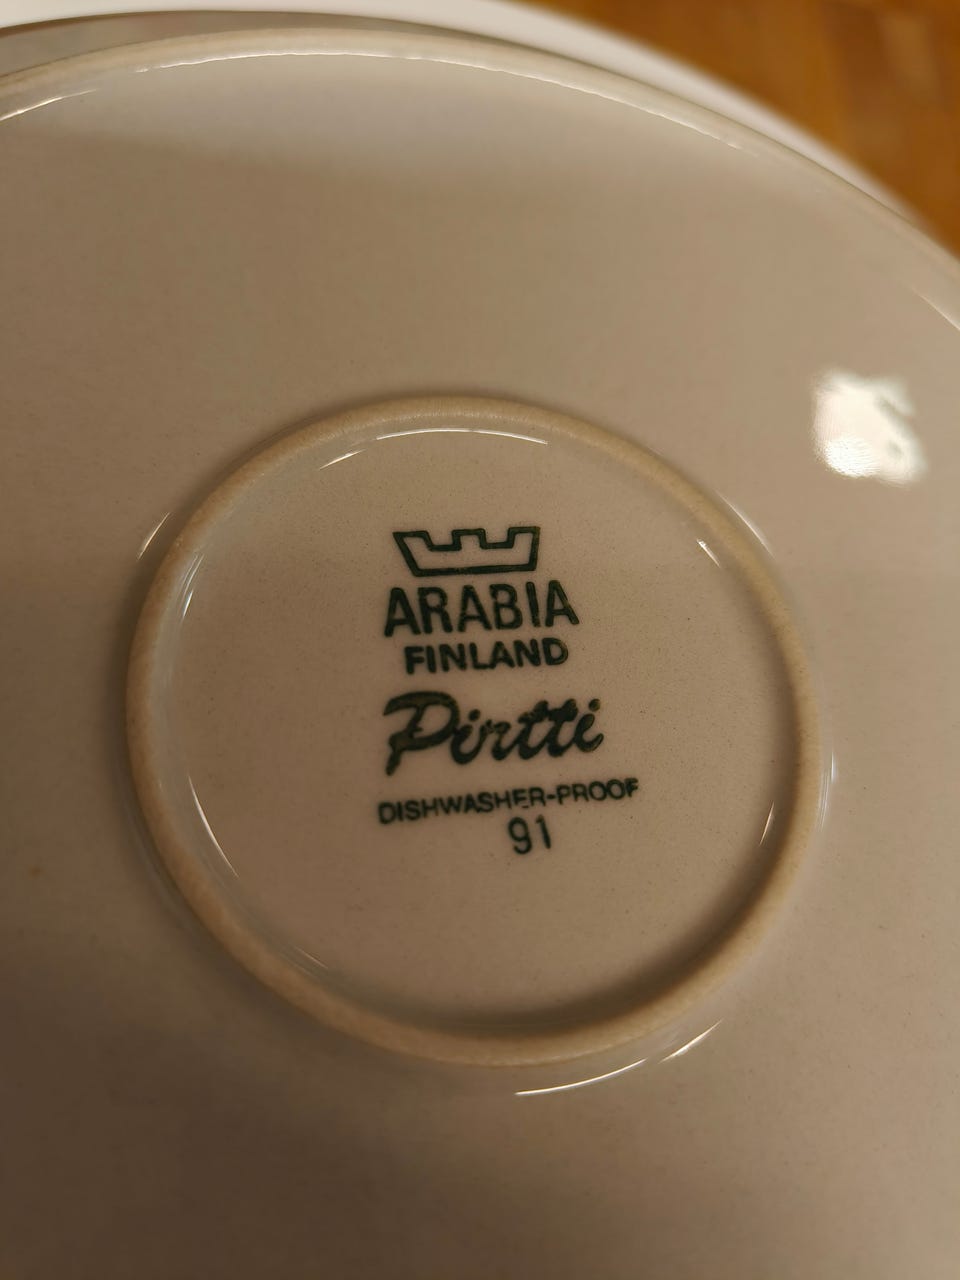 ARABIA
FINLAND
Pirtti
DISHWASHER-PROOF
91